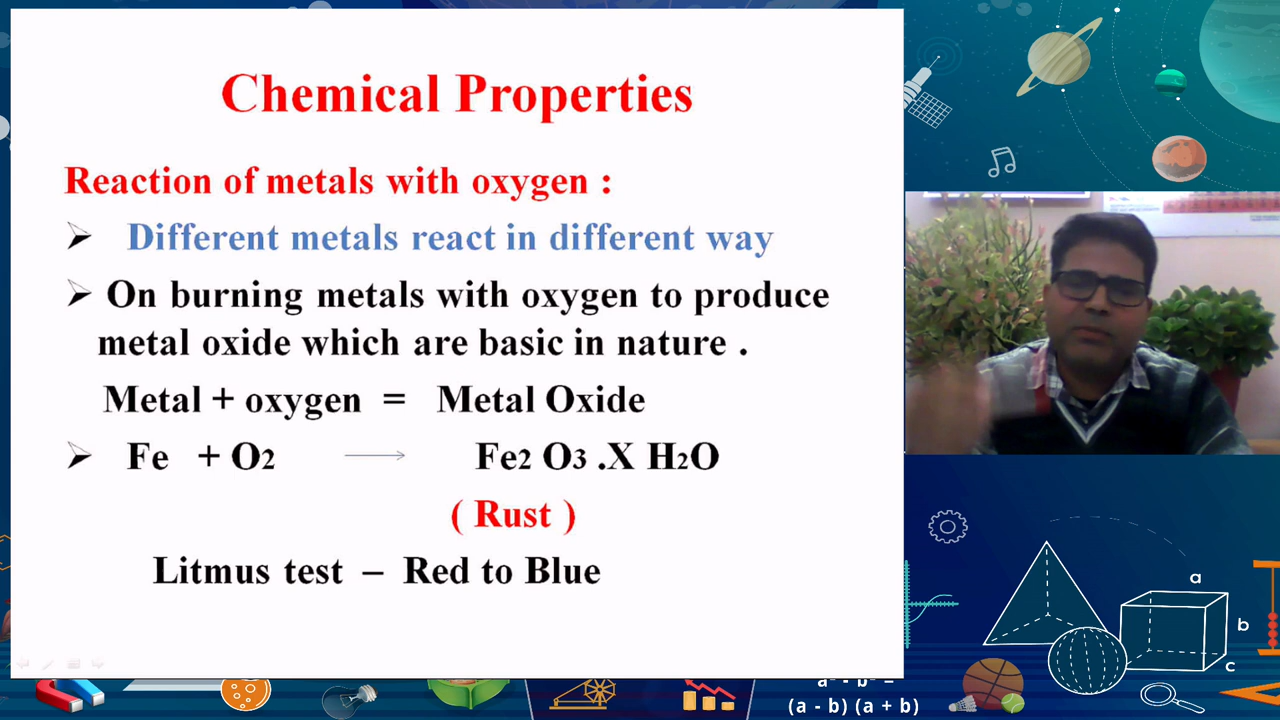 Chemical Properties
Reaction of metals with oxygen :
➢ Different metals react in different way
➢ On burning metals with oxygen to produce
metal oxide which are basic in nature .
Metal + oxygen = Metal Oxide
➢ Fe + O2 → Fe2 O3 .X H2O
( Rust )
Litmus test – Red to Blue
a
b
c
(a - b) (a + b)